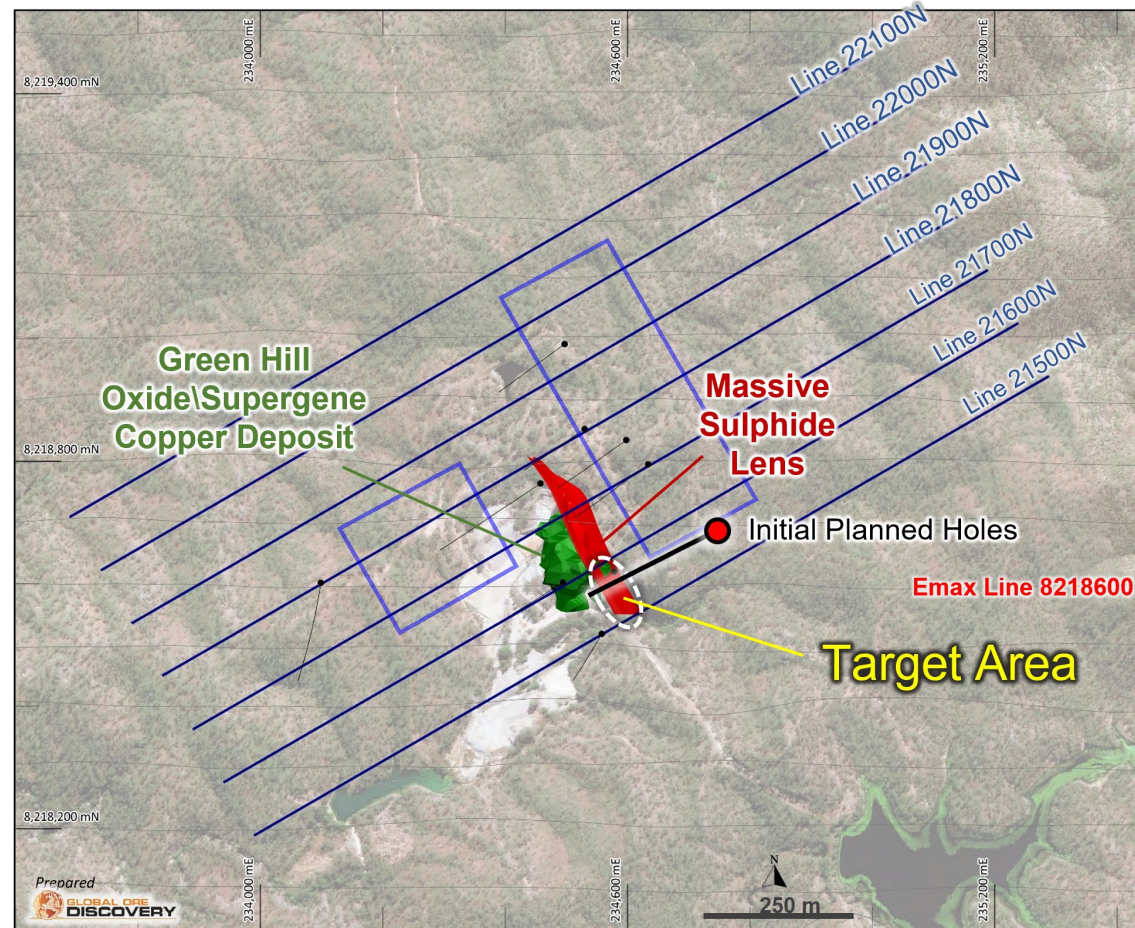 234,000 mE
234,600 mE
235,200 mE
8,219,400 mN
Line 22100N
Line 22000N
Line 21900N
Line 21800N
Line 21700N
Line 21600N
Line 21500N
Green Hill
Oxide\Supergene
Copper Deposit
Massive
Sulphide
Lens
8,218,800 mN
Initial Planned Holes
Emax Line 8218600
Target Area
8,218,200 mN
234,000 mE
234,600 mE
235,200 mE
Prepared
GLOBAL ORE
DISCOVERY
N
250 m